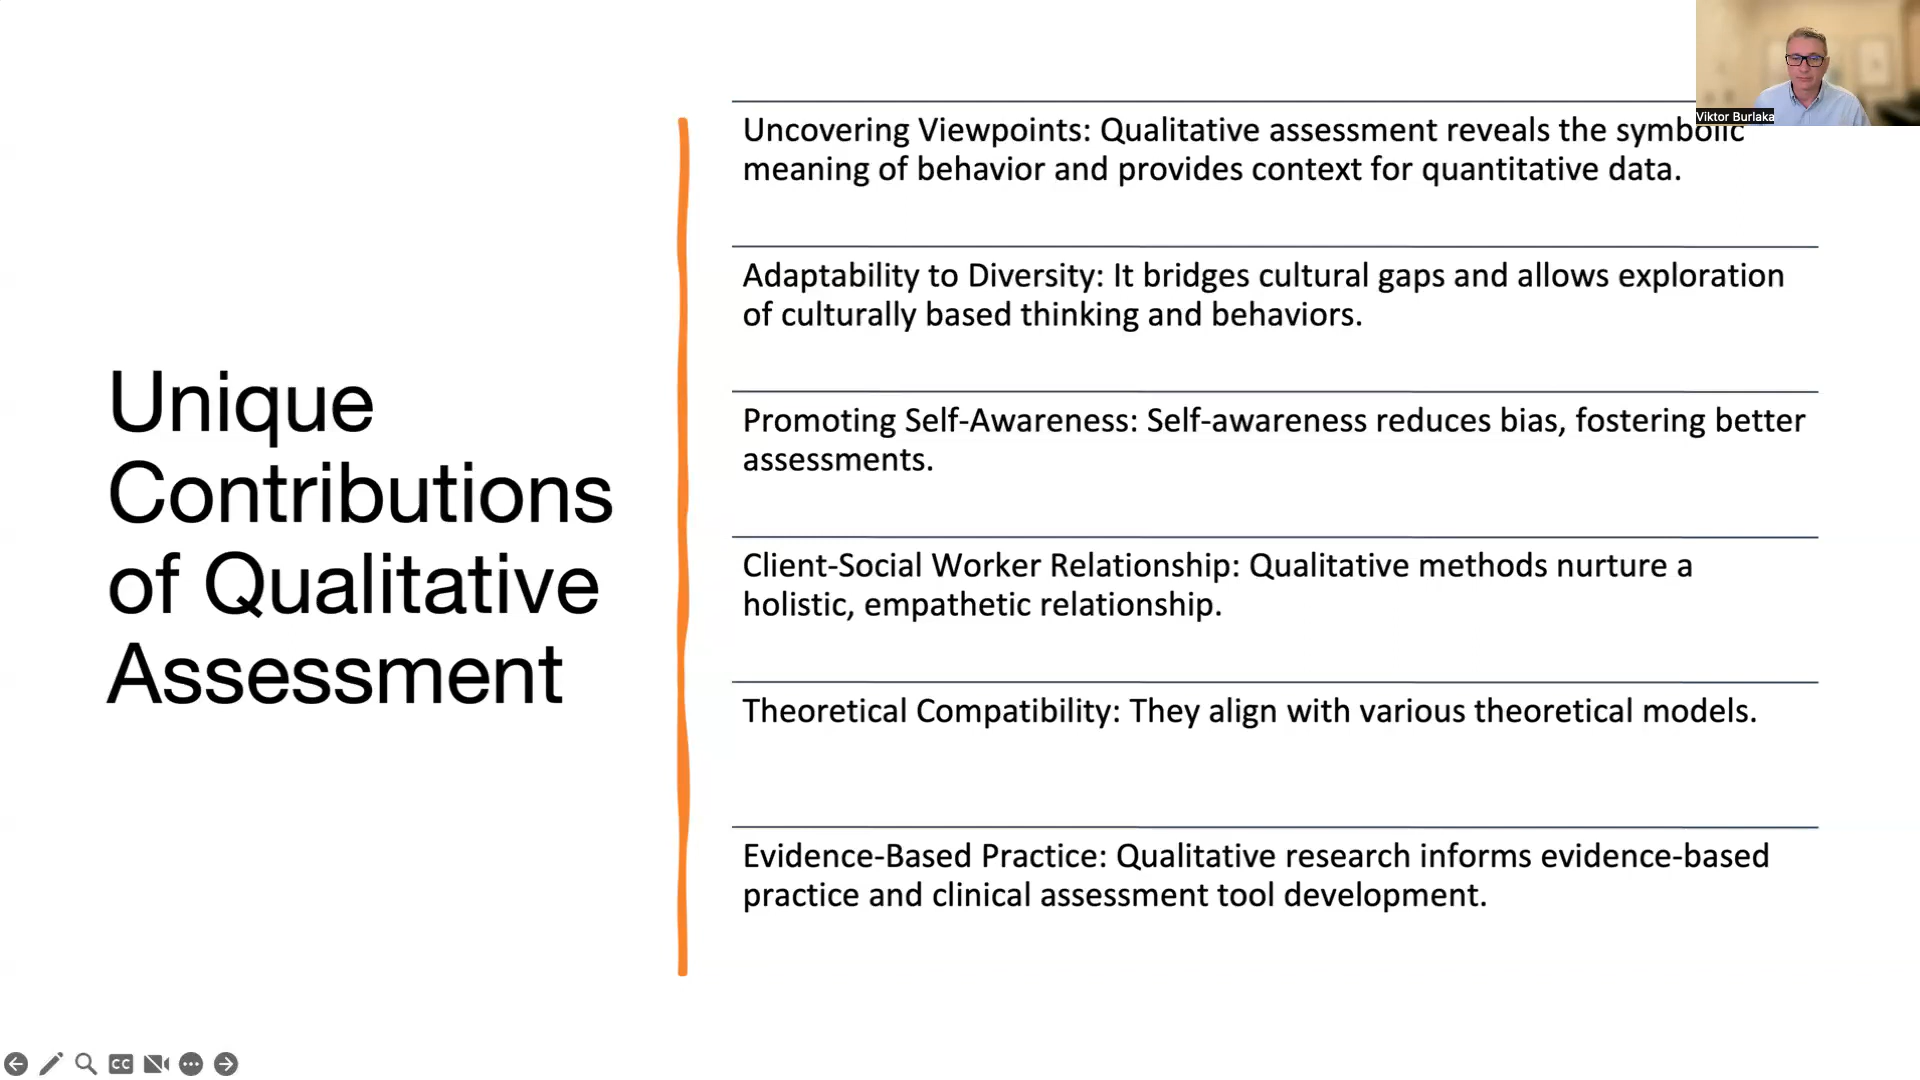 Unique
Contributions
of Qualitative
Assessment
Uncovering Viewpoints: Qualitative assessment reveals the symbolic
meaning of behavior and provides context for quantitative data.
Adaptability to Diversity: It bridges cultural gaps and allows exploration
of culturally based thinking and behaviors.
Promoting Self-Awareness: Self-awareness reduces bias, fostering better
assessments.
Client-Social Worker Relationship: Qualitative methods nurture a
holistic, empathetic relationship.
Theoretical Compatibility: They align with various theoretical models.
Evidence-Based Practice: Qualitative research informs evidence-based
practice and clinical assessment tool development.
Viktor Burlaka
CC